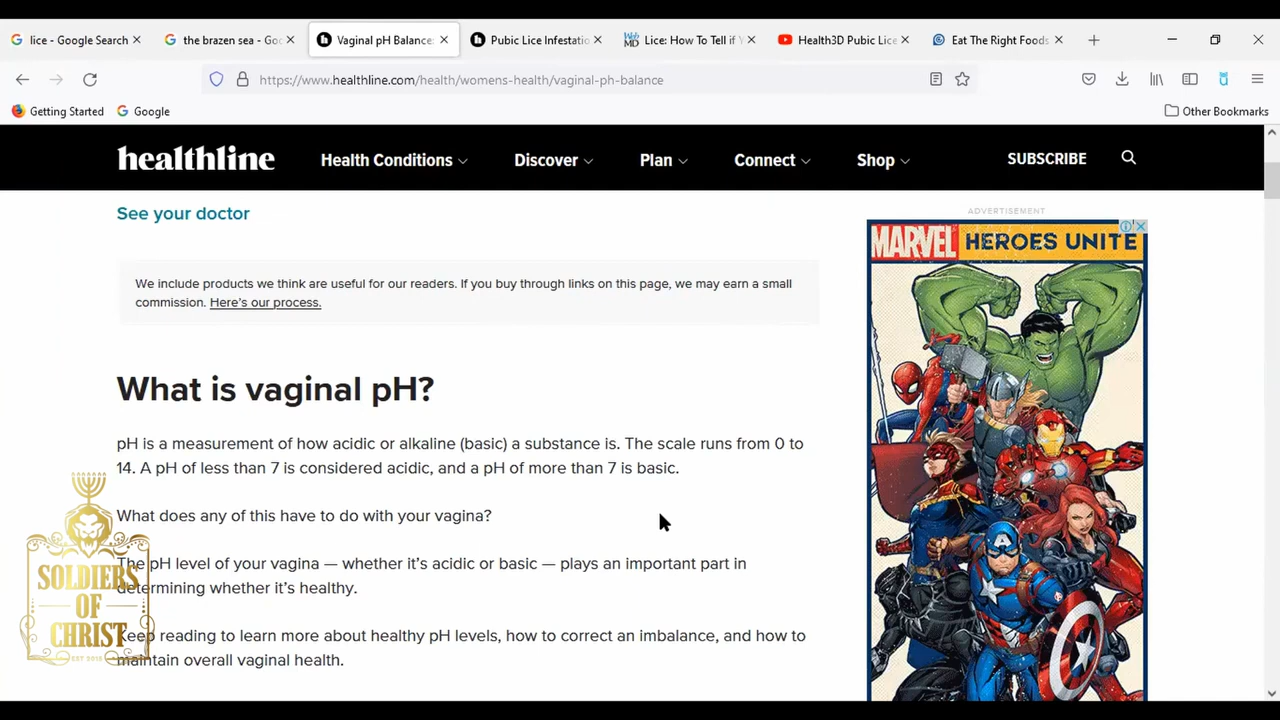 lice - Google Search
the brazen sea - Goo
Vaginal pH Balance:
Pubic Lice Infestatio
WebMD
Lice: How To Tell if Y
Health3D Pubic Lice
Eat The Right Foods
https://www.healthline.com/health/womens-health/vaginal-ph-balance
Getting Started
Google
Other Bookmarks
healthline
Health Conditions
Discover
Plan
Connect
Shop
SUBSCRIBE
See your doctor
ADVERTISEMENT
MARVEL HEROES UNITE
We include products we think are useful for our readers. If you buy through links on this page, we may earn a small
commission. Here's our process.
What is vaginal pH?
pH is a measurement of how acidic or alkaline (basic) a substance is. The scale runs from 0 to
14. A pH of less than 7 is considered acidic, and a pH of more than 7 is basic.
What does any of this have to do with your vagina?
The pH level of your vagina — whether it's acidic or basic — plays an important part in
determining whether it's healthy.
Keep reading to learn more about healthy pH levels, how to correct an imbalance, and how to
maintain overall vaginal health.
SOLDIERS
OF
CHRIST